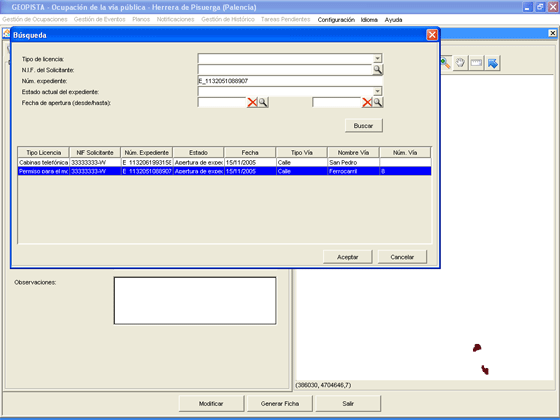 GEOPISTA - Ocupación de la vía pública - Herrera de Pisuerga (Palencia)
Gestión de Ocupaciones Gestión de Eventos Planos Notificaciones Gestión de Histórico Tareas Pendientes Configuración Idioma Ayuda
Búsqueda
Tipo de licencia:
N.I.F. del Solicitante:
Núm. expediente: E_1132051088907
Estado actual del expediente:
Fecha de apertura (desde/hasta):
Buscar
Tipo Licencia NIF Solicitante Núm. Expediente Estado Fecha Tipo Vía Nombre Vía Núm. Vía
Cabinas telefónica 33333333-W E_1132061993158 Apertura de expec 15/11/2005 Calle San Pedro
Permiso para el mo 33333333-W E_1132051088907 Apertura de expec 15/11/2005 Calle Ferrocarril 8
Aceptar Cancelar
Observaciones:
(386030, 4704646,7)
Modificar Generar Ficha Salir